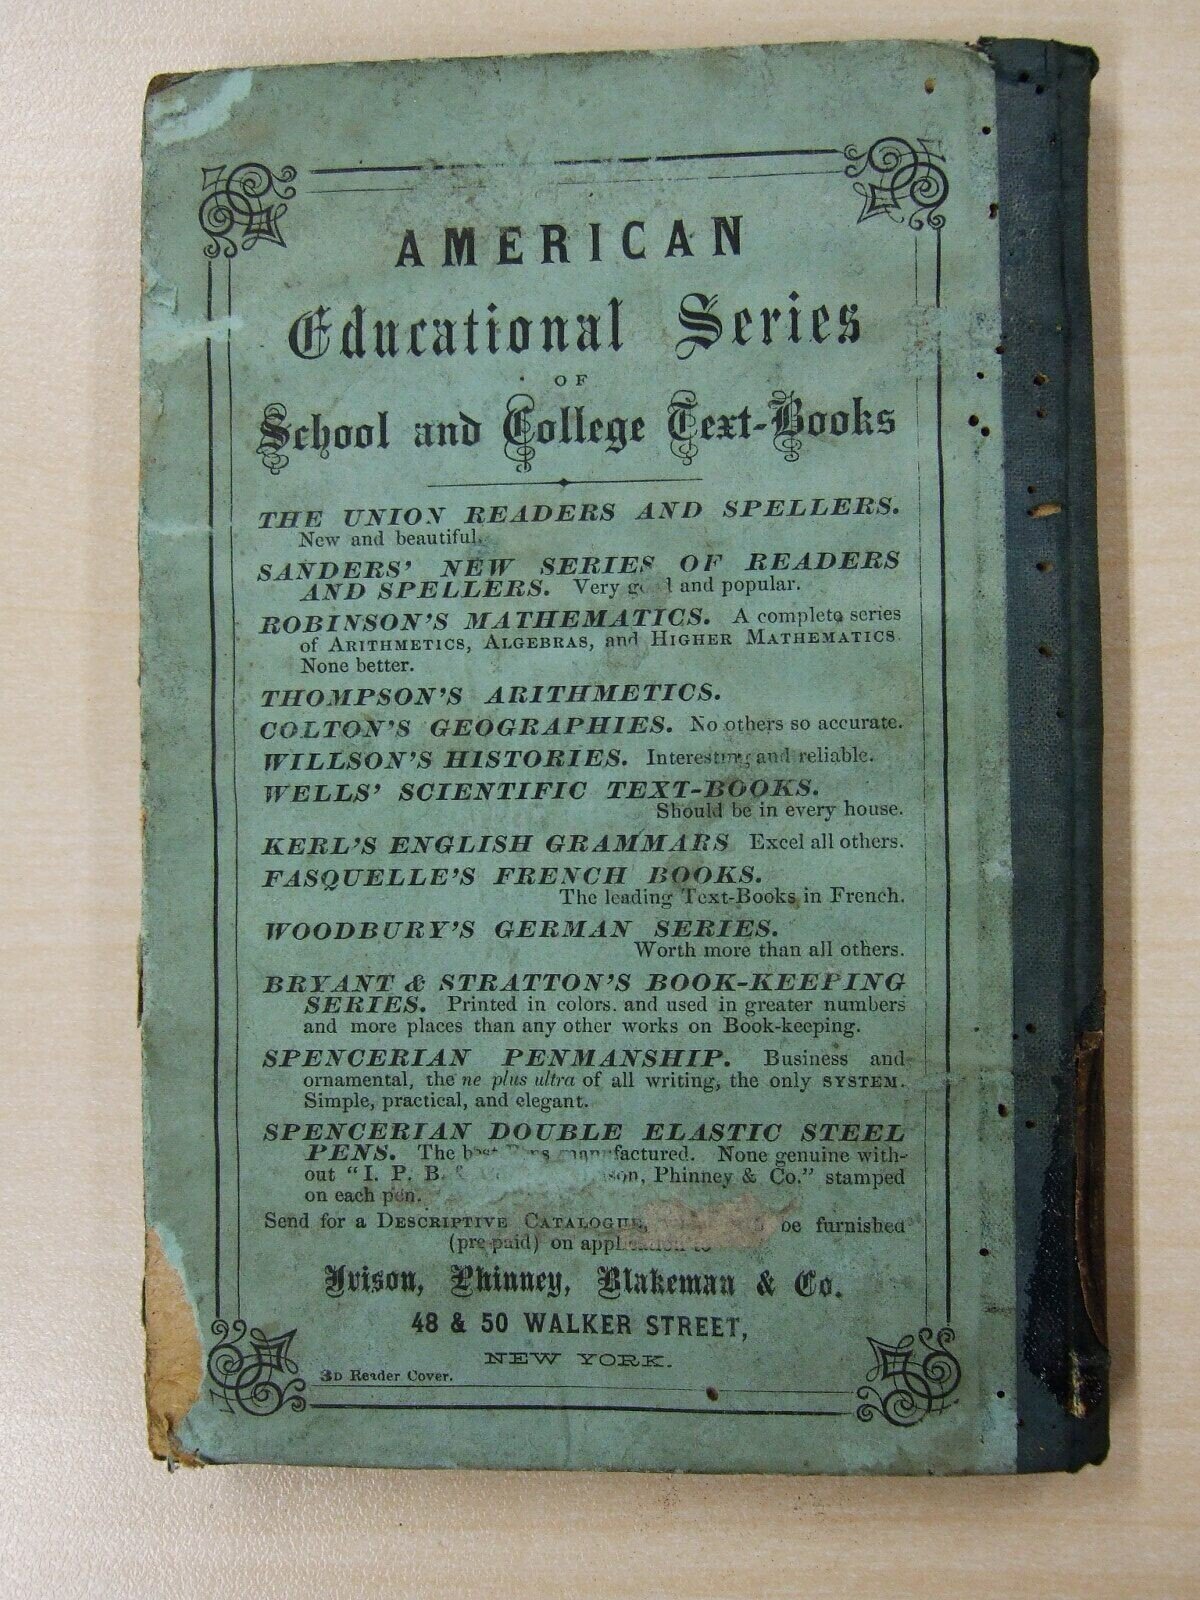 AMERICAN
Educational Series
OF
School and College Text-Books
THE UNION READERS AND SPELLERS.
New and beautiful.
SANDERS' NEW SERIES OF READERS
AND SPELLERS. Very and popular.
ROBINSON'S MATHEMATICS. A complete series
of ARITHMETICS, ALGEBRAS, and HIGHER MATHEMATICS
None better.
THOMPSON'S ARITHMETICS.
COLTON'S GEOGRAPHIES. No others so accurate.
WILLSON'S HISTORIES. Interesting and reliable.
WELLS' SCIENTIFIC TEXT-BOOKS.
Should be in every house.
KERL'S ENGLISH GRAMMARS Excel all others.
FASQUELLE'S FRENCH BOOKS.
The leading Text-Books in French.
WOODBURY'S GERMAN SERIES.
Worth more than all others.
BRYANT & STRATTON'S BOOK-KEEPING
SERIES. Printed in colors. and used in greater numbers
and more places than any other works on Book-keeping.
SPENCERIAN PENMANSHIP. Business and
ornamental, the ne plus ultra of all writing, the only SYSTEM.
Simple, practical, and elegant.
SPENCERIAN DOUBLE ELASTIC STEEL
PENS. The best manufactured. None genuine with-
out "I. P. B. Phinney & Co." stamped
on each pen.
Send for a DESCRIPTIVE CATALOGUE, be furnished
(pre-paid) on application to
Ivison, Phinney, Blakeman & Co.
48 & 50 WALKER STREET,
NEW YORK.
3D Reader Cover.